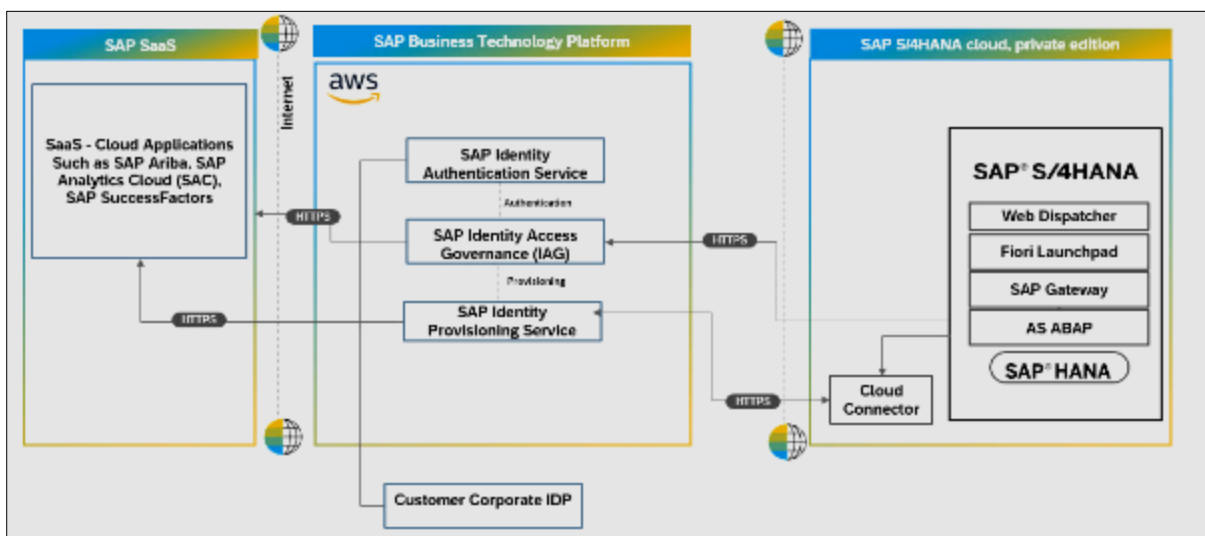 SAP SaaS
SaaS - Cloud Applications
Such as SAP Ariba, SAP
Analytics Cloud (SAC),
SAP SuccessFactors
Internet
SAP Business Technology Platform
aws
SAP Identity
Authentication Service
Authentication
HTTPS
SAP Identity Access
Governance (IAG)
HTTPS
Provisioning
HTTPS
SAP Identity
Provisioning Service
HTTPS
Customer Corporate IDP
SAP S/4HANA cloud, private edition
SAP® S/4HANA
Web Dispatcher
Fiori Launchpad
SAP Gateway
AS ABAP
SAP® HANA
Cloud
Connector